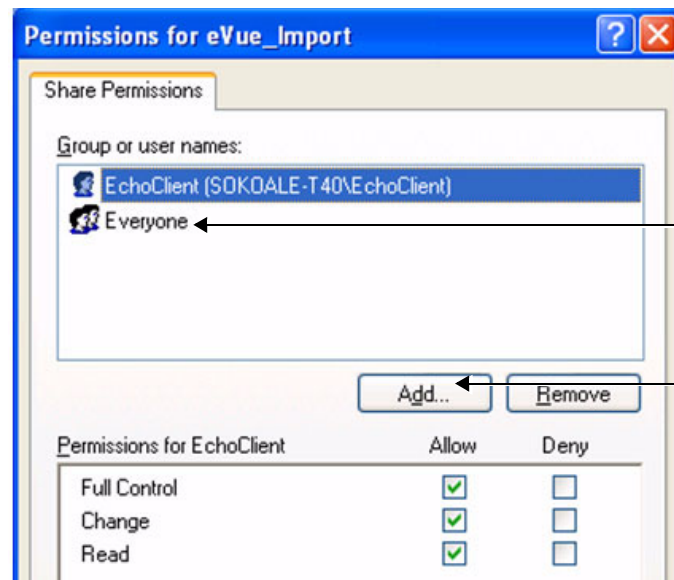 Permissions for eVue_Import
Share Permissions
Group or user names:
EchoClient (SOKOALE-T40\EchoClient)
Everyone
Add... Remove
Permissions for EchoClient Allow Deny
Full Control
Change
Read